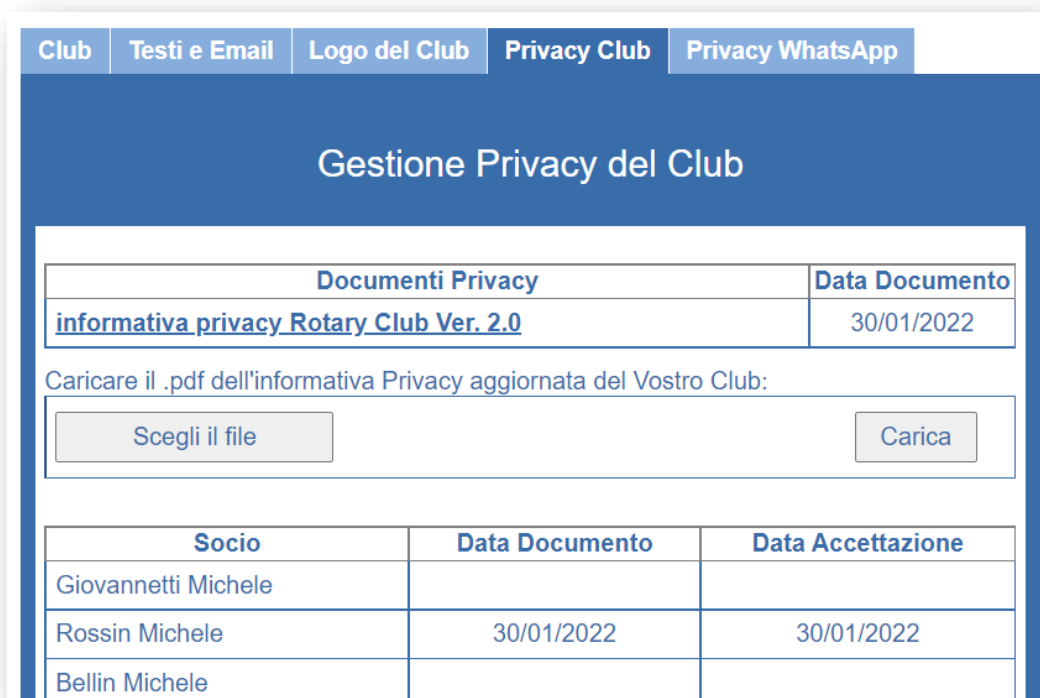 Club Testi e Email Logo del Club Privacy Club Privacy WhatsApp
Gestione Privacy del Club
Documenti Privacy Data Documento
informativa privacy Rotary Club Ver. 2.0 30/01/2022
Caricare il .pdf dell'informativa Privacy aggiornata del Vostro Club:
Scegli il file Carica
Socio Data Documento Data Accettazione
Giovannetti Michele
Rossin Michele 30/01/2022 30/01/2022
Bellin Michele